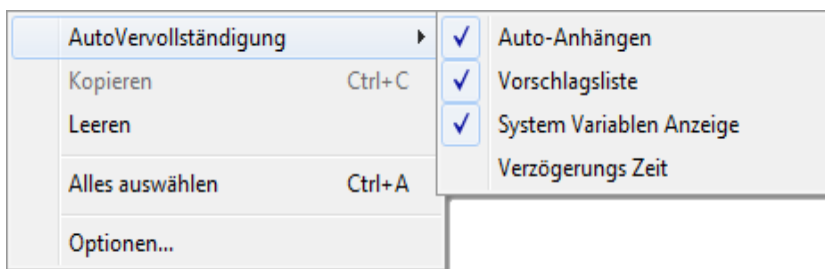 AutoVervollständigung
Kopieren Ctrl+C
Leeren
Alles auswählen Ctrl+A
Optionen...
Auto-Anhängen
Vorschlagsliste
System Variablen Anzeige
Verzögerungs Zeit